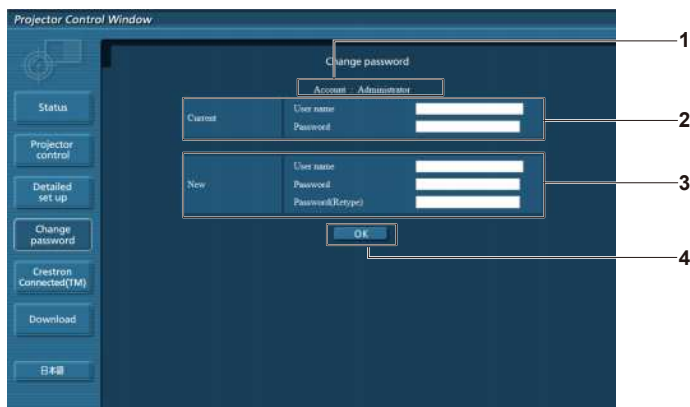 Projector Control Window
1
Change password
Account : Administrator
Status
Current
User name
Password
2
Projector control
Detailed set up
New
User name
Password
Password(Retype)
3
Change password
OK
4
Crestron Connected(TM)
Download
日本語